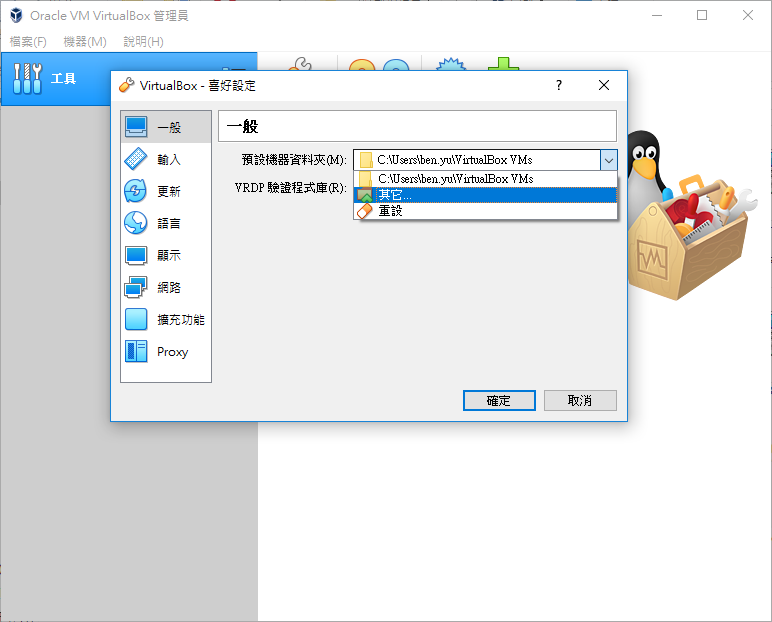 Oracle VM VirtualBox 管理員
檔案(F) 機器(M) 說明(H)
工具
VirtualBox - 喜好設定
?
一般
輸入
更新
語言
顯示
網路
擴充功能
Proxy
一般
預設機器資料夾(M): C:\Users\ben.yu\VirtualBox VMs
VRDP 驗證程式庫(R):
C:\Users\ben.yu\VirtualBox VMs
其它...
重設
確定 取消